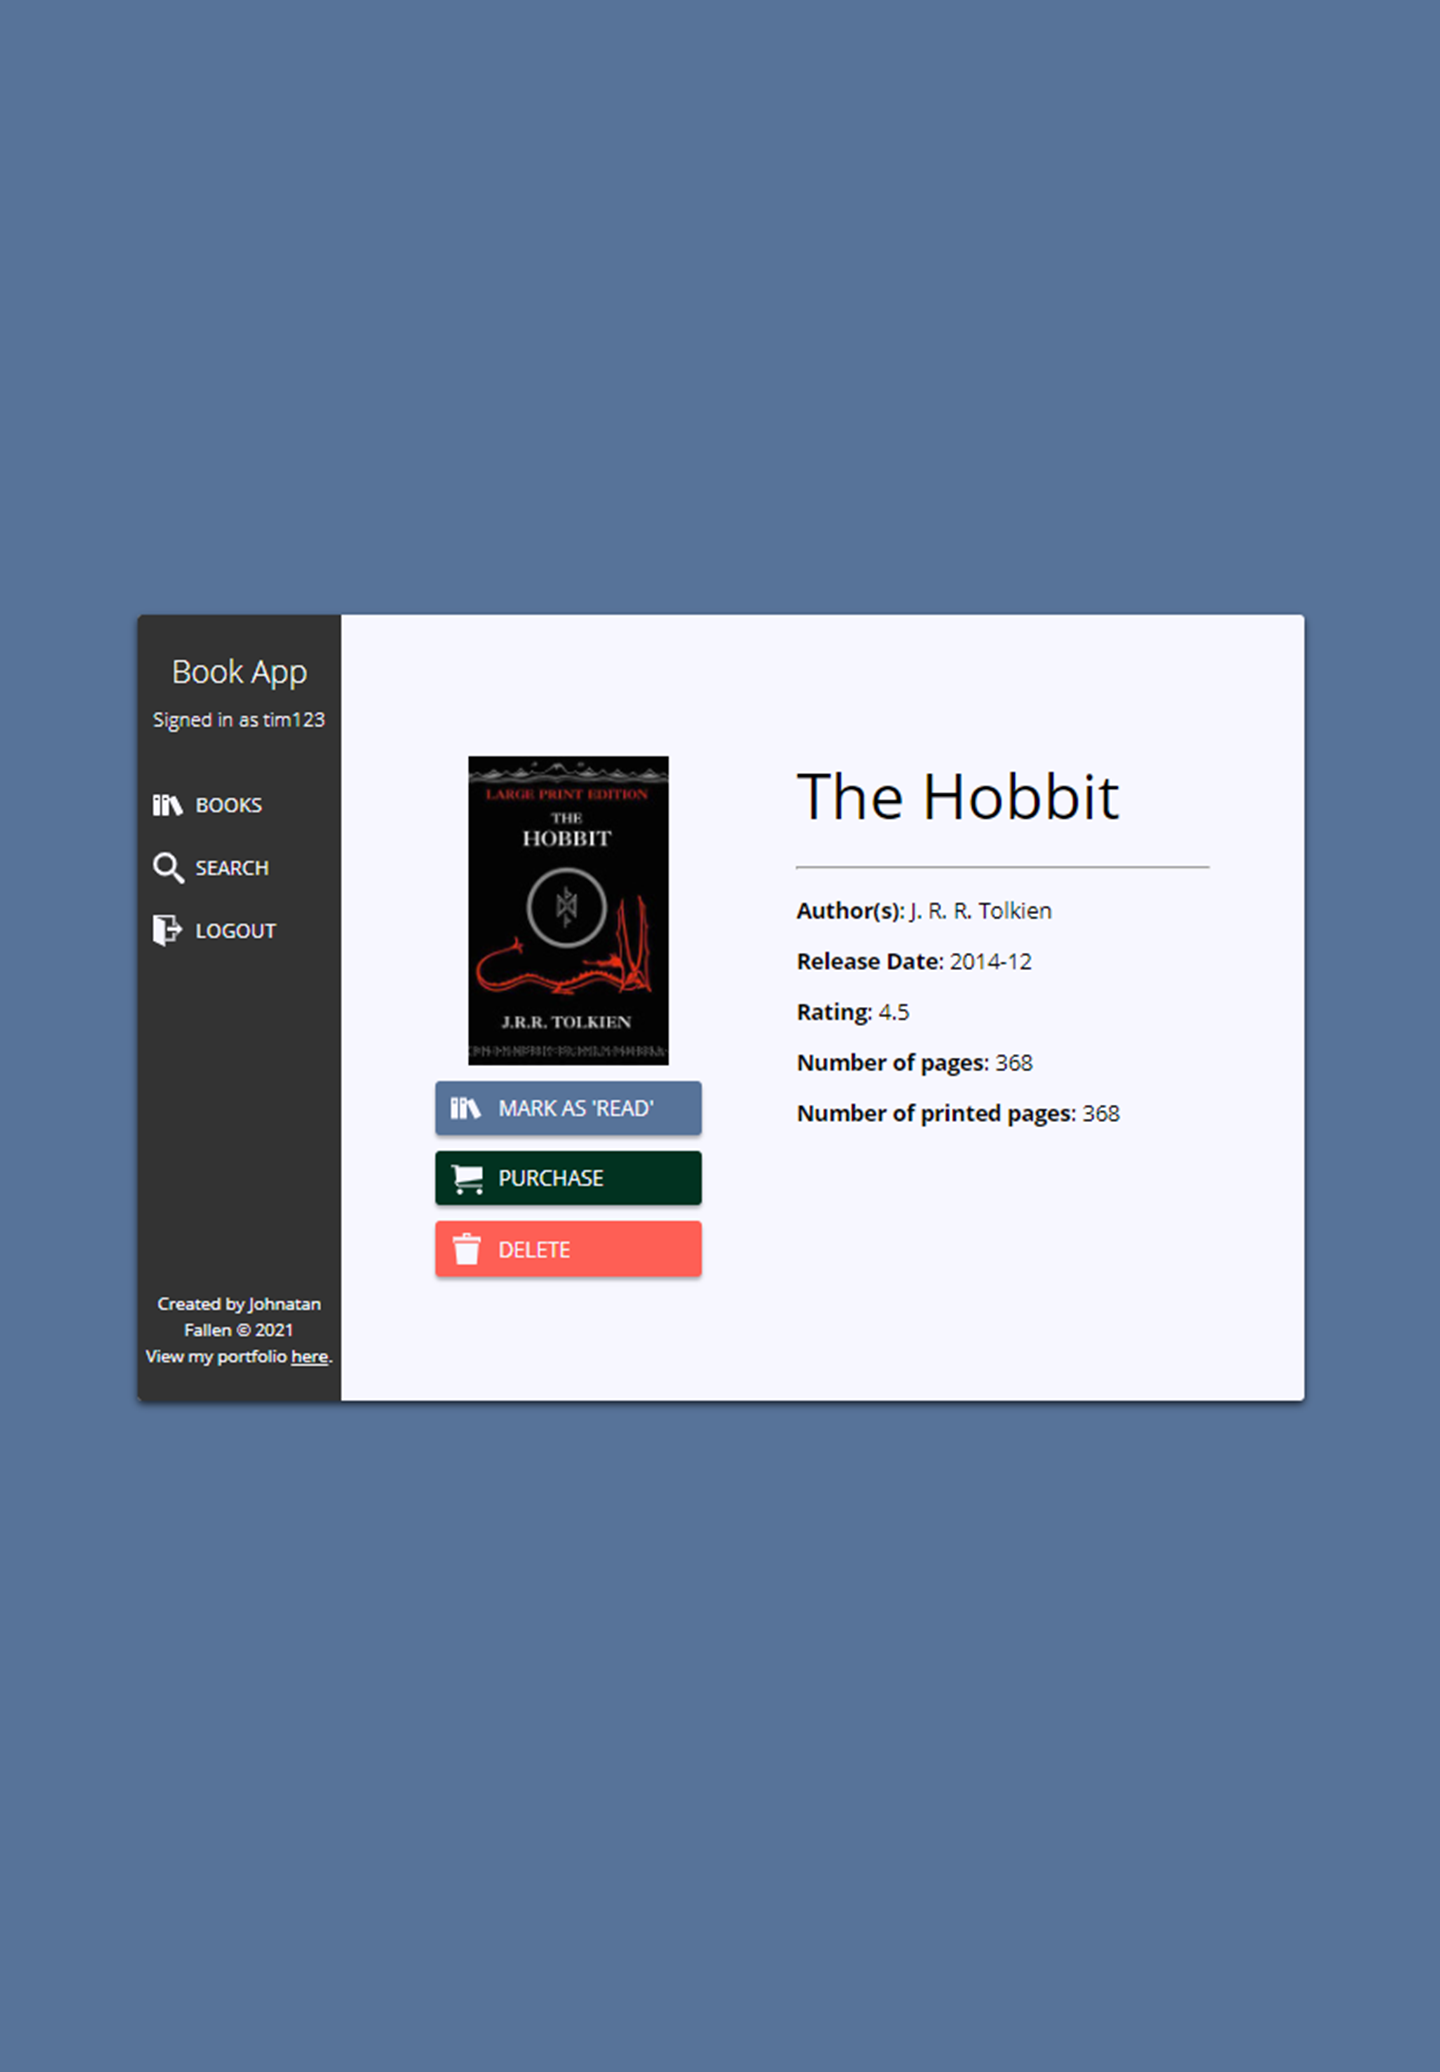 Book App
Signed in as tim123
BOOKS
SEARCH
LOGOUT
Created by Johnatan
Fallen © 2021
View my portfolio here.
LARGE PRINT EDITION
THE
HOBBIT
J.R.R. TOLKIEN
MARK AS 'READ'
PURCHASE
DELETE
The Hobbit
Author(s): J. R. R. Tolkien
Release Date: 2014-12
Rating: 4.5
Number of pages: 368
Number of printed pages: 368